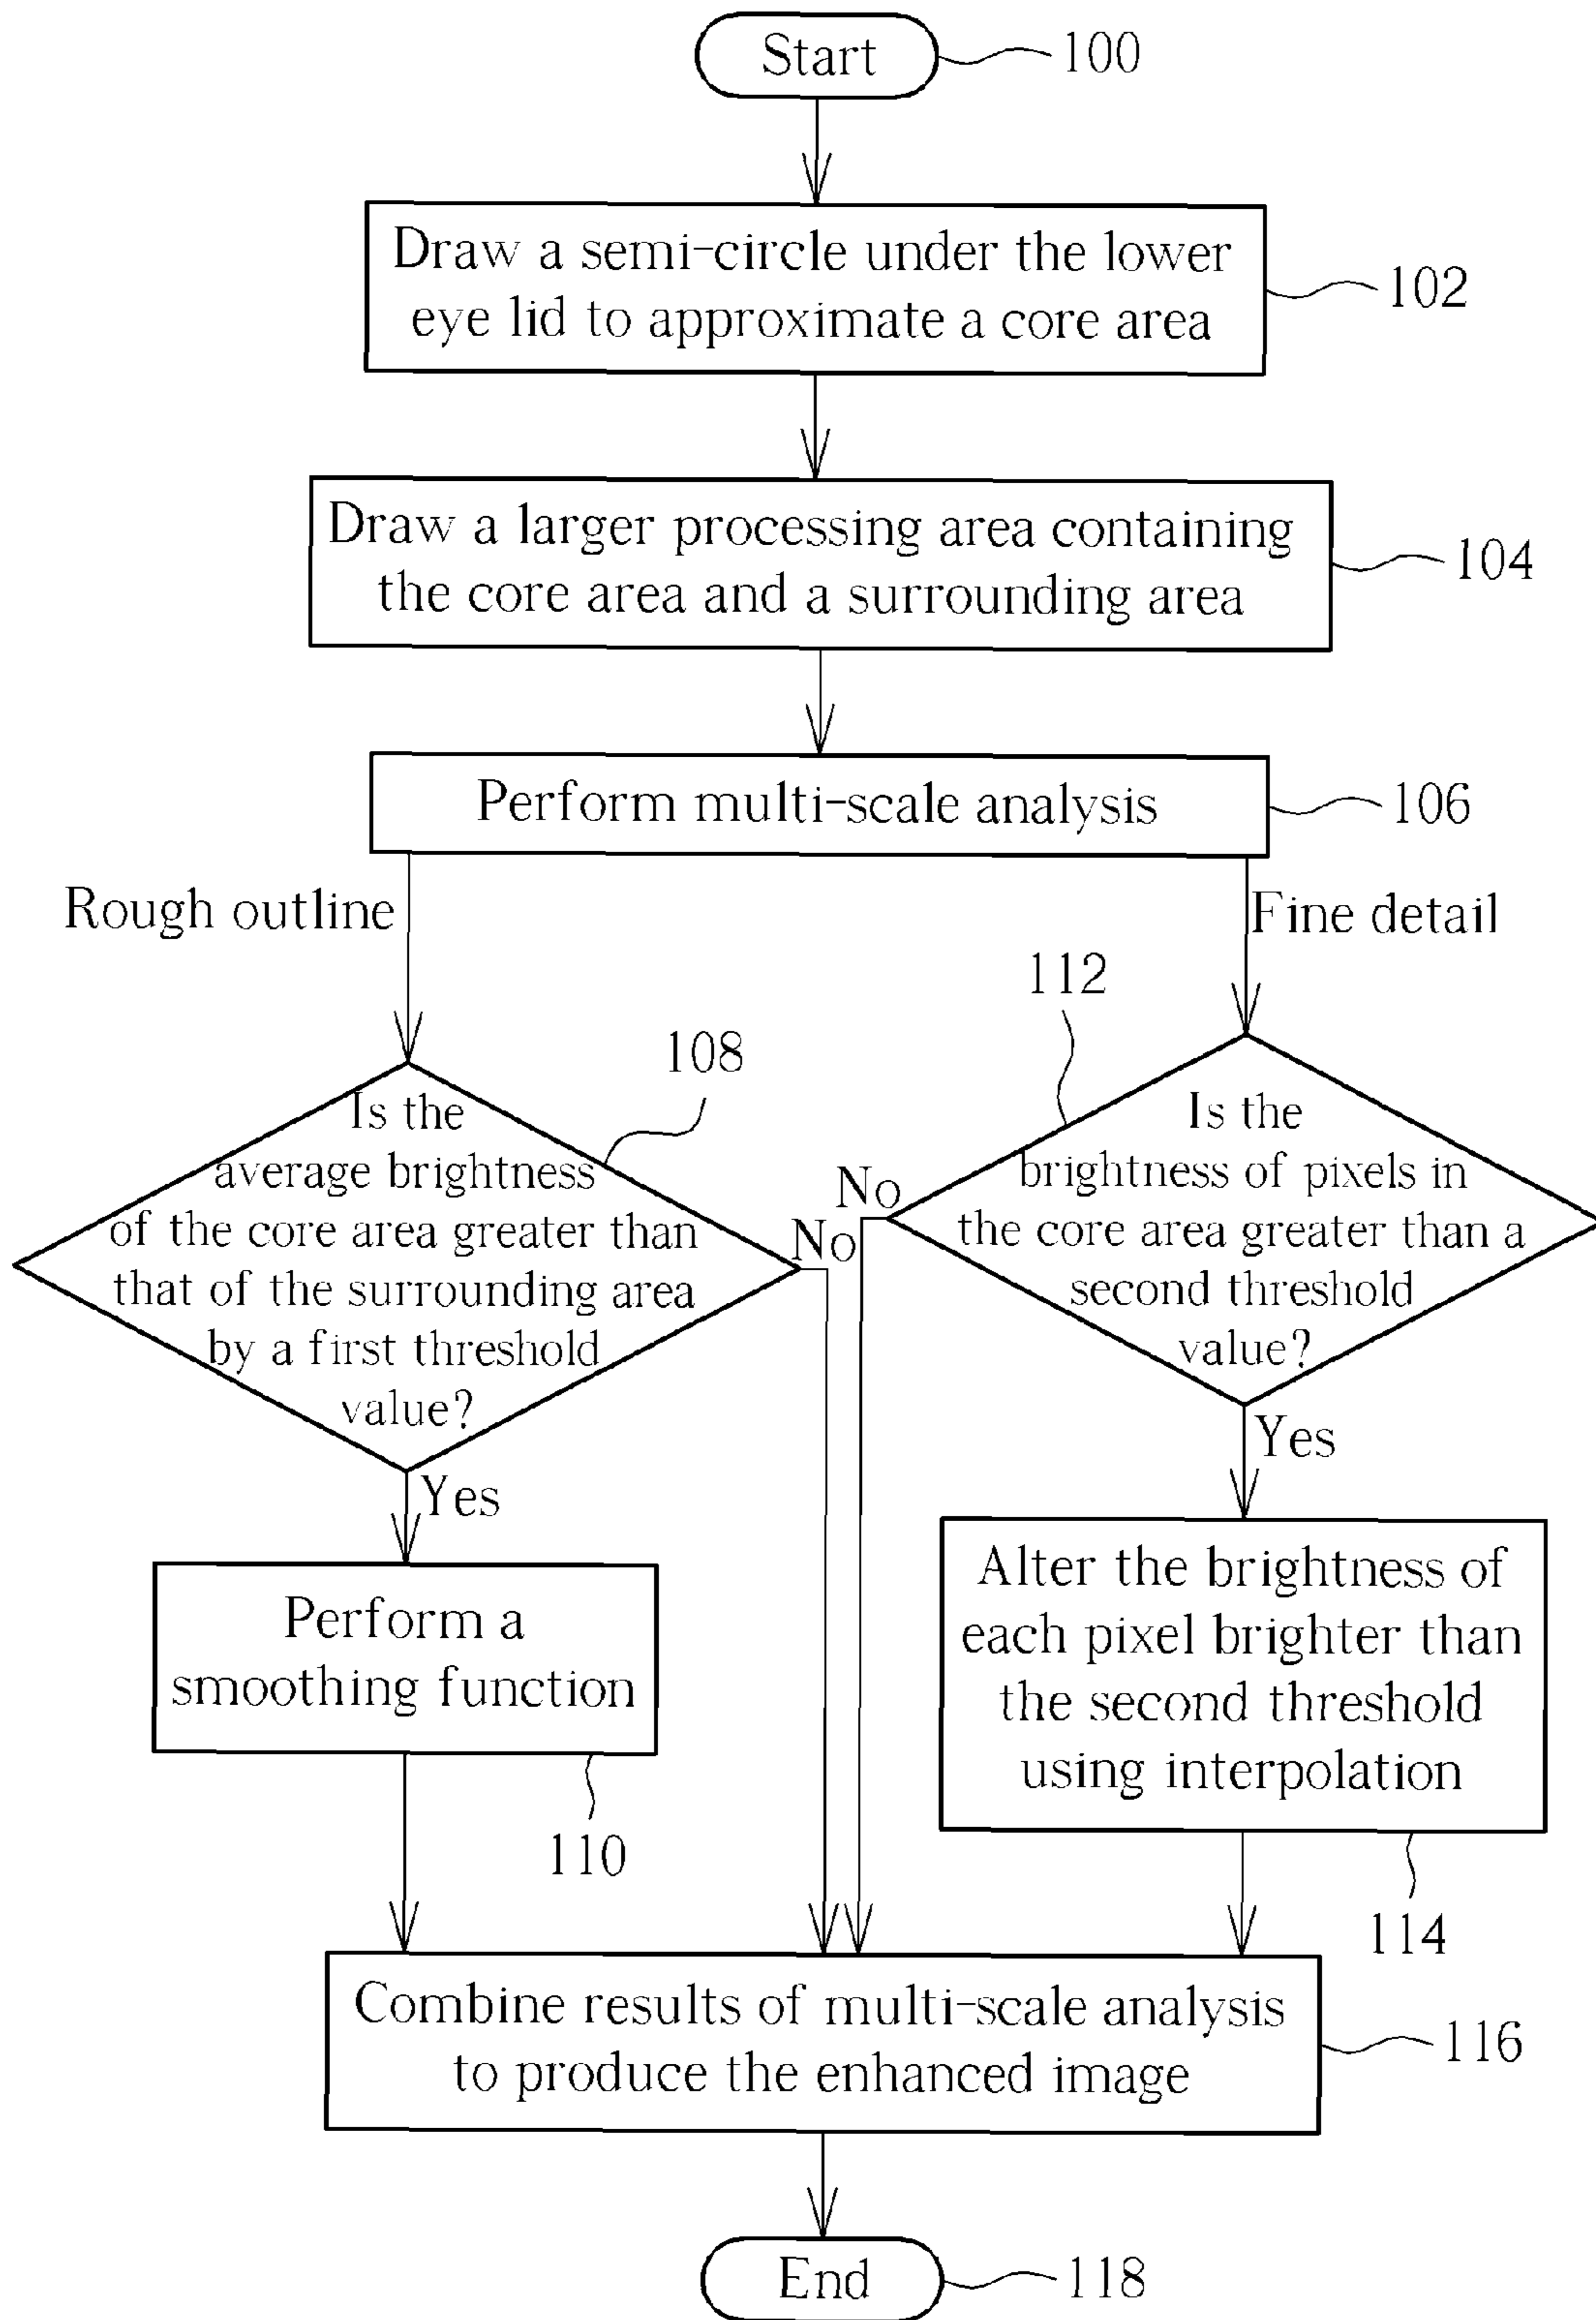 Start
100
Draw a semi-circle under the lower
eye lid to approximate a core area
102
Draw a larger processing area containing
the core area and a surrounding area
104
Perform multi-scale analysis
106
Rough outline
Fine detail
108
Is the
average brightness
of the core area greater than
that of the surrounding area
by a first threshold
value?
No
Yes
112
Is the
brightness of pixels in
the core area greater than a
second threshold
value?
No
Yes
Perform a
smoothing function
110
Alter the brightness of
each pixel brighter than
the second threshold
using interpolation
114
Combine results of multi-scale analysis
to produce the enhanced image
116
End
118